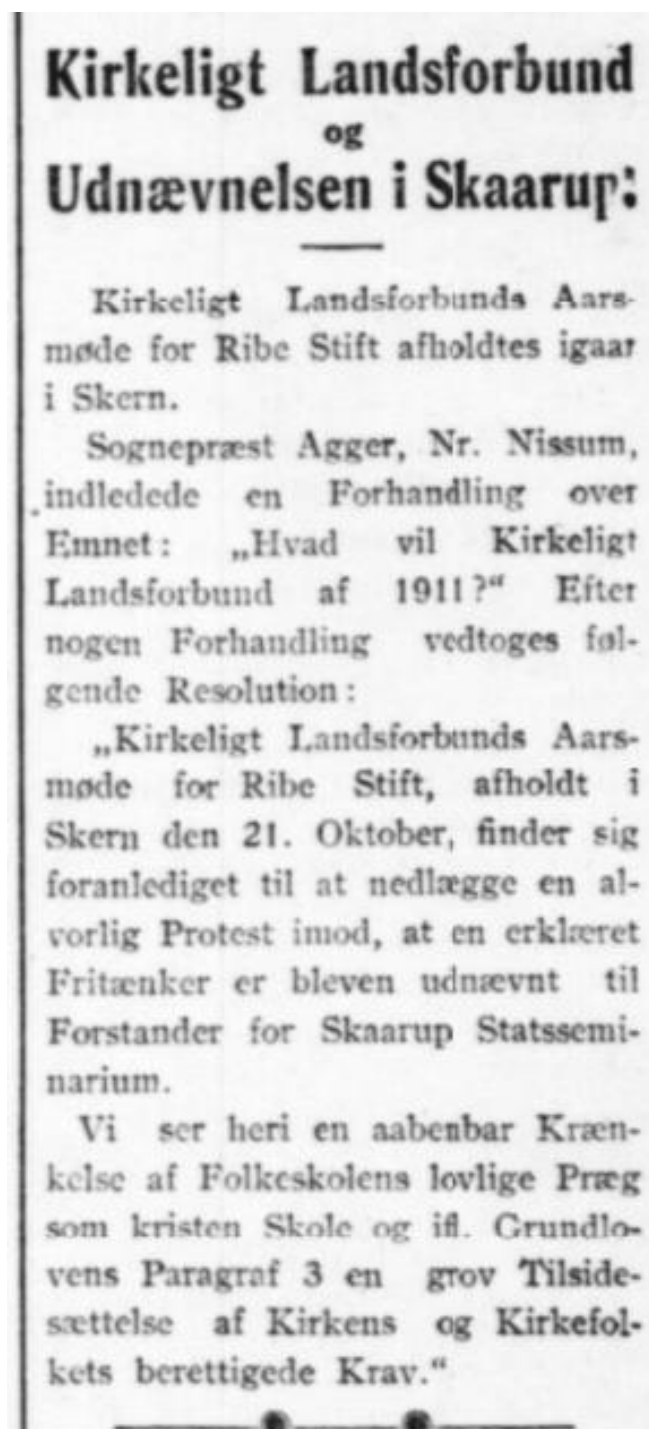 Kirkeligt Landsforbund
og
Udnævnelsen i Skaarup:
Kirkeligt Landsforbunds Aars-
møde for Ribe Stift afholdtes igaar
i Skern.
Sognepræst Agger, Nr. Nissum,
indledede en Forhandling over
Emnet: „Hvad vil Kirkeligt
Landsforbund af 1911?“ Efter
nogen Forhandling vedtoges føl-
gende Resolution:
„Kirkeligt Landsforbunds Aars-
møde for Ribe Stift, afholdt i
Skern den 21. Oktober, finder sig
foranlediget til at nedlægge en al-
vorlig Protest imod, at en erklæret
Fritænker er bleven udnævnt til
Forstander for Skaarup Statssemi-
narium.
Vi ser heri en aabenbar Kræn-
kelse af Folkeskolens lovlige Præg
som kristen Skole og ifl. Grundlo-
vens Paragraf 3 en grov Tilside-
sættelse af Kirkens og Kirkefol-
kets berettigede Krav.“